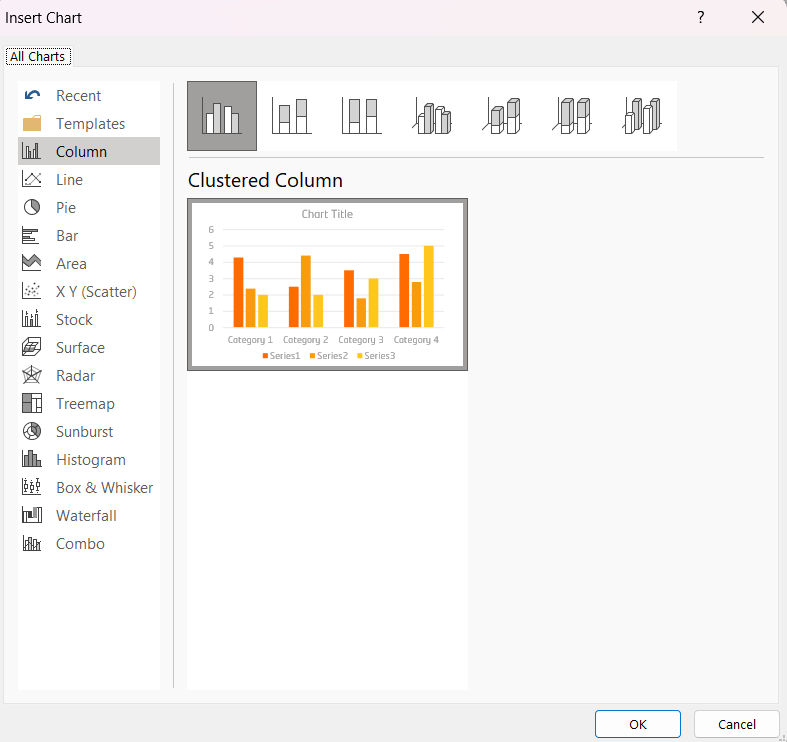 Insert Chart
?
All Charts
Recent
Templates
Column
Line
Pie
Bar
Area
X Y (Scatter)
Stock
Surface
Radar
Treemap
Sunburst
Histogram
Box & Whisker
Waterfall
Combo
Clustered Column
Chart Title
6
5
4
3
2
1
0
Category 1 Category 2 Category 3 Category 4
Series1 Series2 Series3
OK Cancel